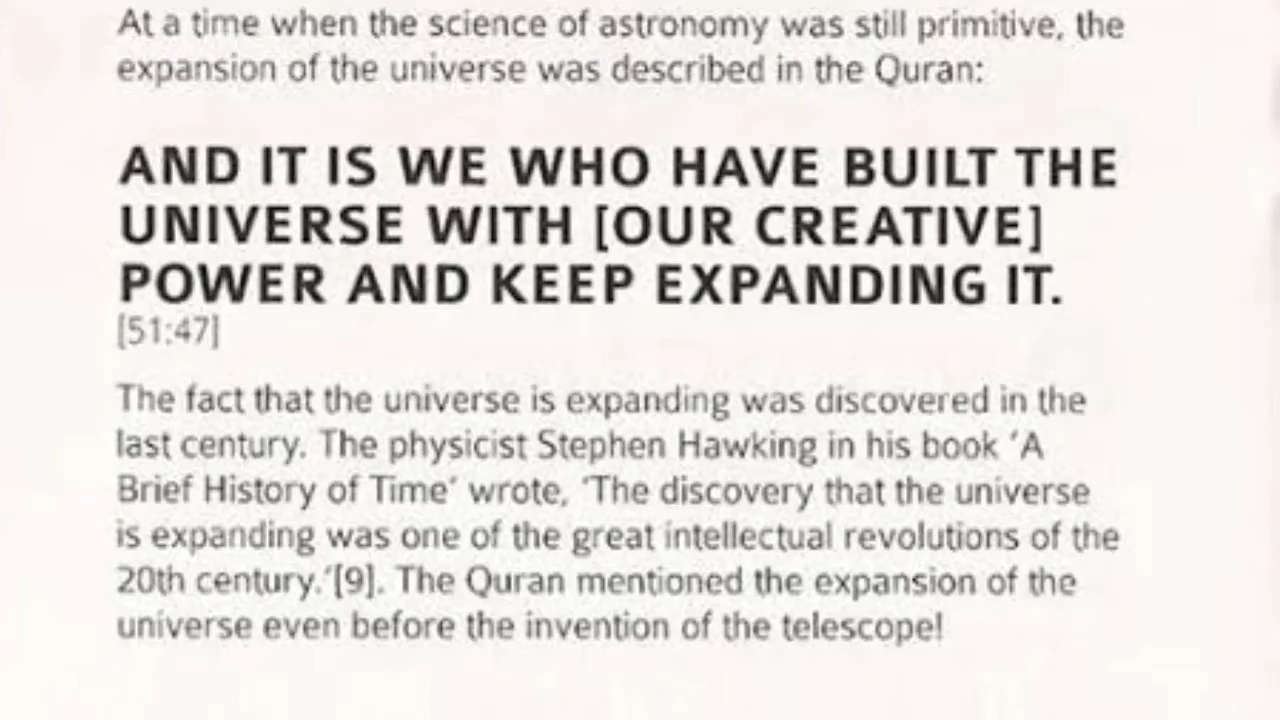 At a time when the science of astronomy was still primitive, the
expansion of the universe was described in the Quran:
AND IT IS WE WHO HAVE BUILT THE
UNIVERSE WITH [OUR CREATIVE]
POWER AND KEEP EXPANDING IT.
[51:47]
The fact that the universe is expanding was discovered in the
last century. The physicist Stephen Hawking in his book ‘A
Brief History of Time’ wrote, ‘The discovery that the universe
is expanding was one of the great intellectual revolutions of the
20th century.’[9]. The Quran mentioned the expansion of the
universe even before the invention of the telescope!